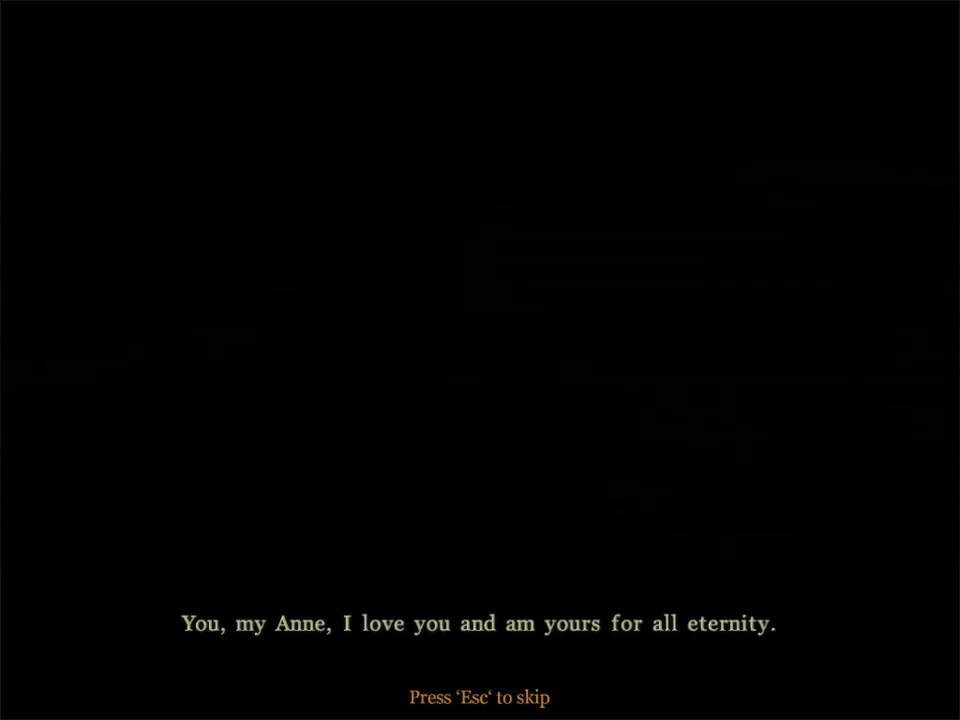 You, my Anne, I love you and am yours for all eternity.
Press ‘Esc‘ to skip